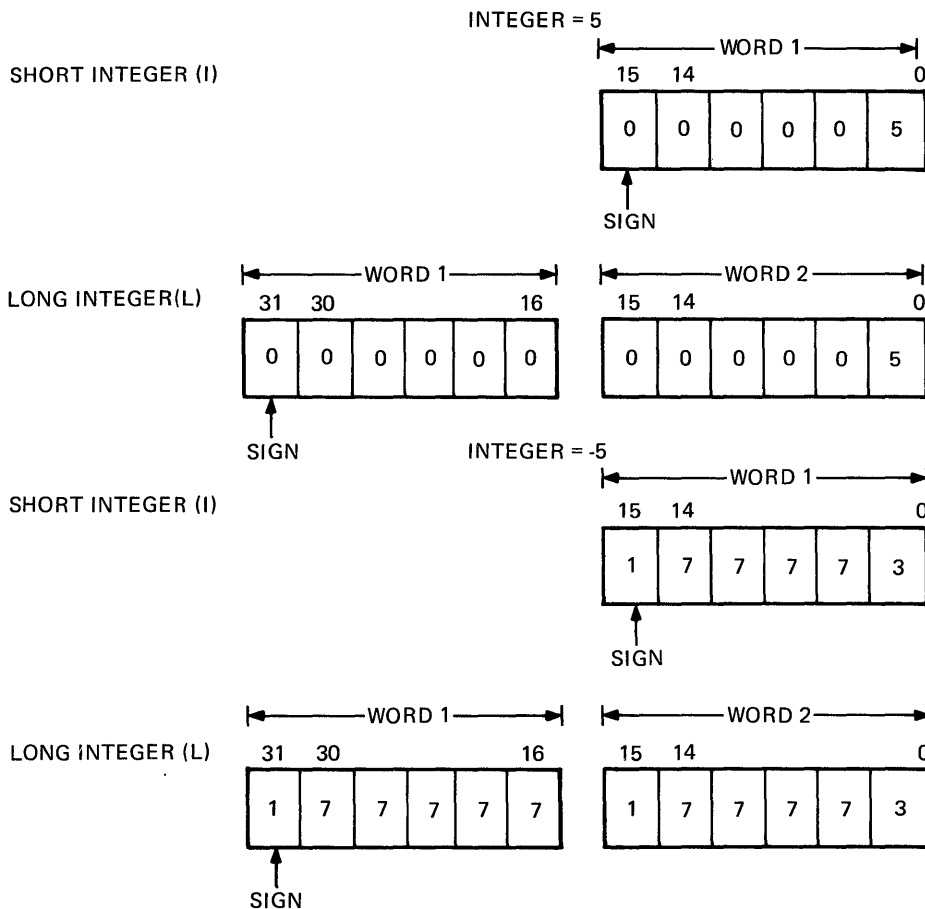 INTEGER = 5
WORD 1
SHORT INTEGER (I)
15 14 0
0 0 0 0 0 5
SIGN
WORD 1 WORD 2
LONG INTEGER(L)
31 30 16 15 14 0
0 0 0 0 0 0 0 0 0 0 0 5
SIGN
INTEGER = -5
WORD 1
SHORT INTEGER (I)
15 14 0
1 7 7 7 7 3
SIGN
WORD 1 WORD 2
LONG INTEGER (L)
31 30 16 15 14 0
1 7 7 7 7 7 1 7 7 7 7 3
SIGN